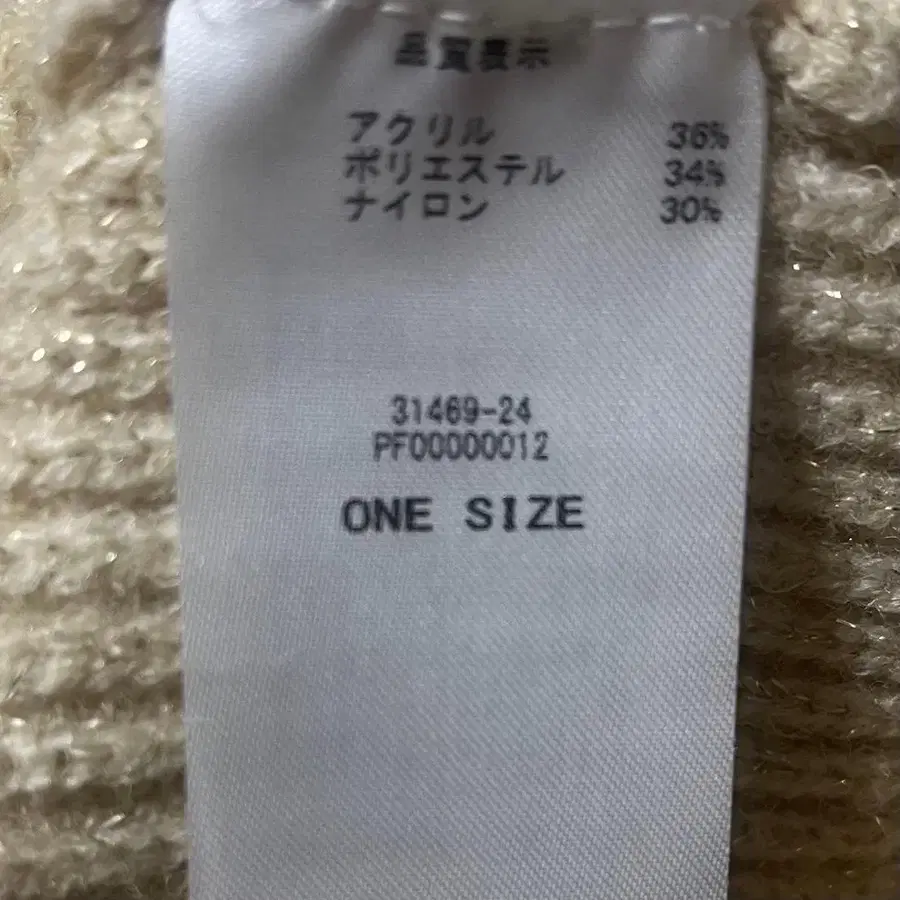 品質表示
アクリル 36%
ポリエステル 34%
ナイロン 30%
31469-24
PF00000012
ONE SIZE